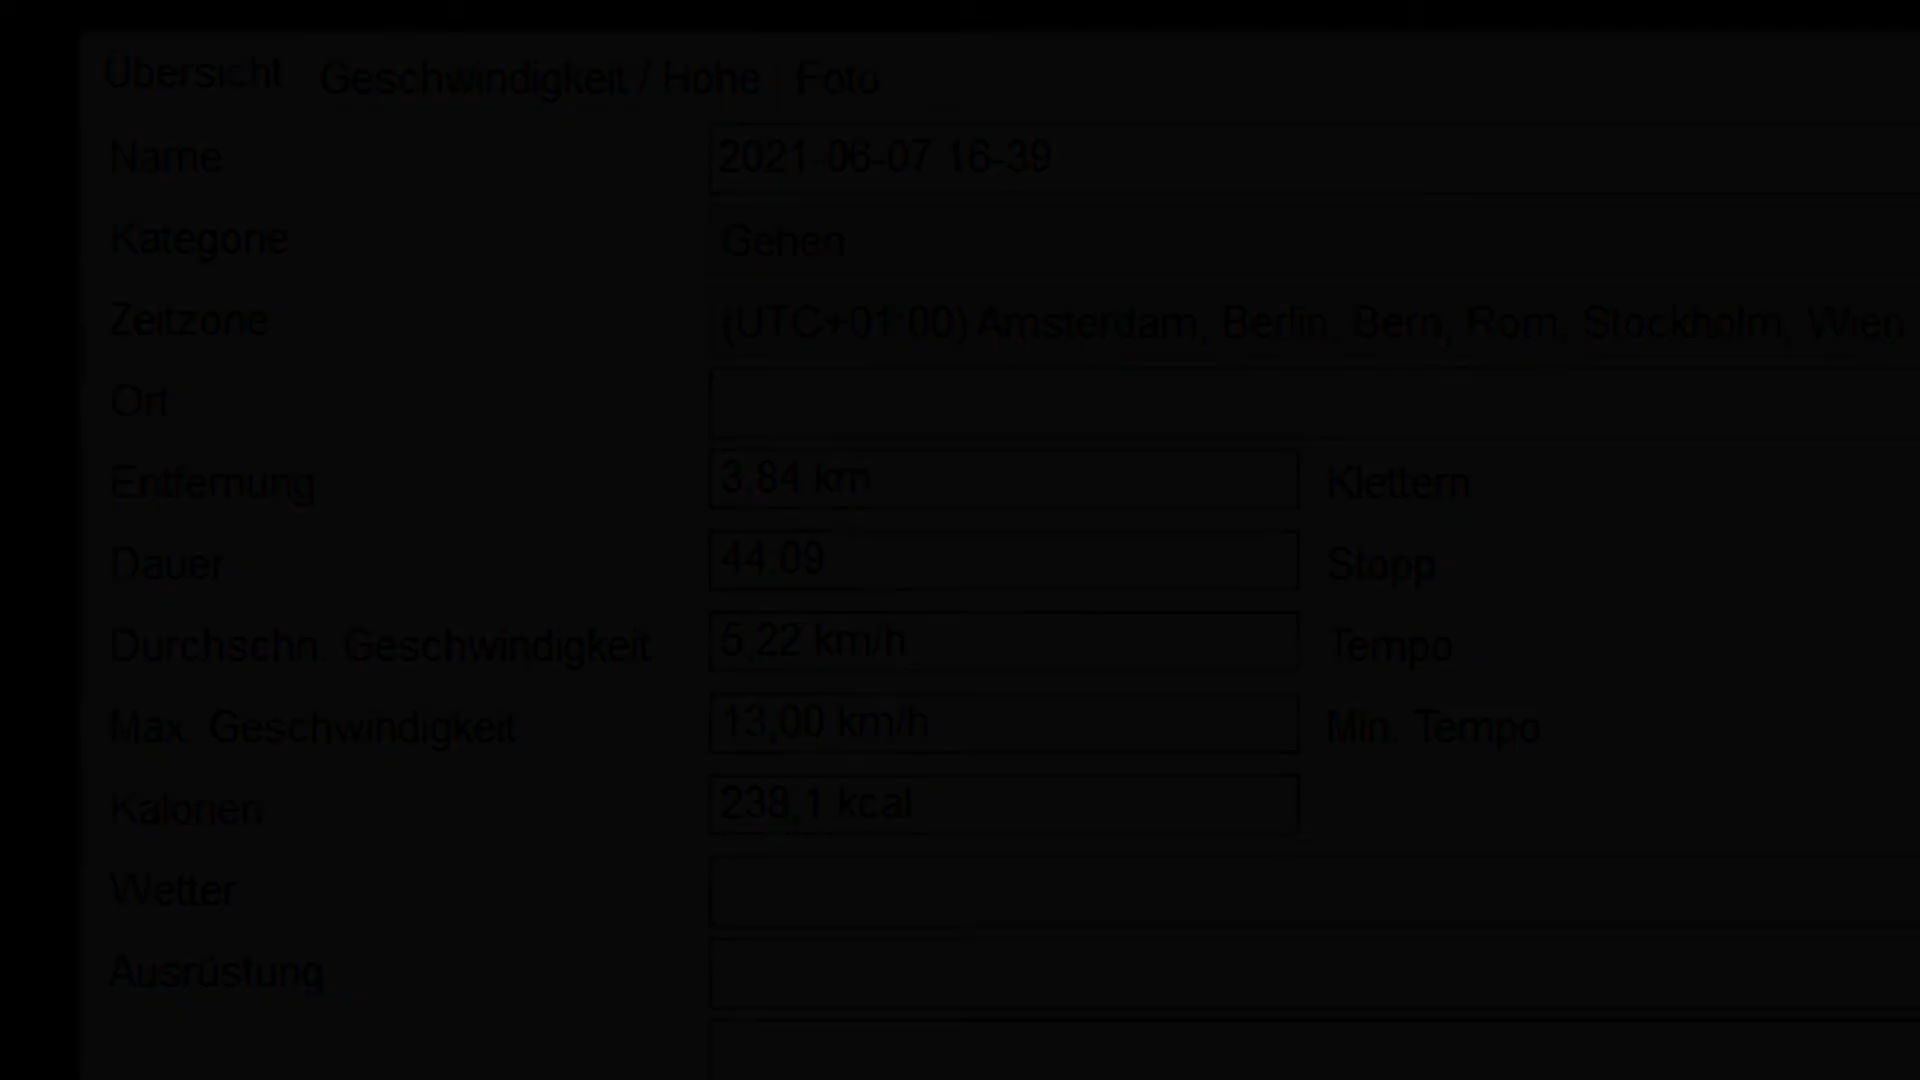 Übersicht Geschwindigkeit / Höhe Foto
Name 2021-06-07 16-39
Kategorie Gehen
Zeitzone (UTC+01:00) Amsterdam, Berlin, Bern, Rom, Stockholm, Wien
Ort
Entfernung 3,84 km Klettern
Dauer 44:09 Stopp
Durchschn. Geschwindigkeit 5,22 km/h Tempo
Max. Geschwindigkeit 13,00 km/h Min. Tempo
Kalorien 238,1 kcal
Wetter
Ausrüstung